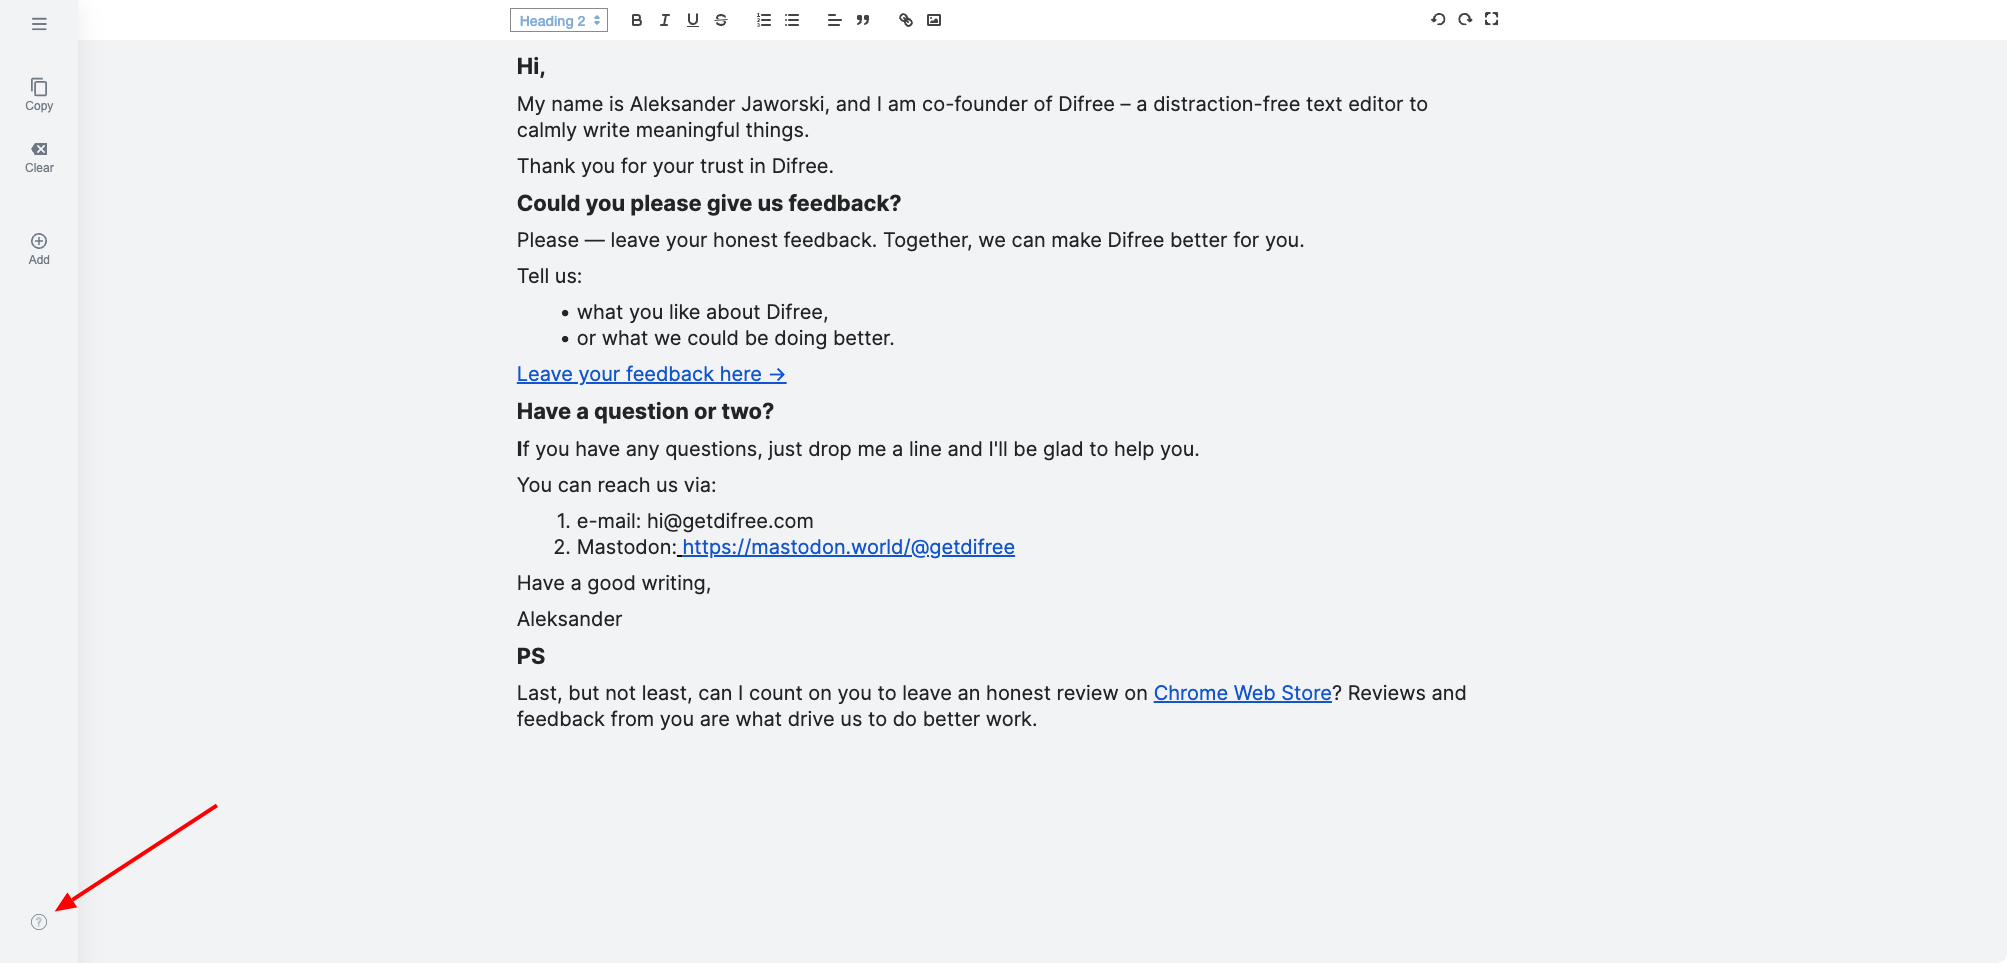 Heading 2
Copy
Clear
Add
Hi,
My name is Aleksander Jaworski, and I am co-founder of Difree – a distraction-free text editor to
calmly write meaningful things.
Thank you for your trust in Difree.
Could you please give us feedback?
Please — leave your honest feedback. Together, we can make Difree better for you.
Tell us:
• what you like about Difree,
• or what we could be doing better.
Leave your feedback here →
Have a question or two?
If you have any questions, just drop me a line and I'll be glad to help you.
You can reach us via:
1. e-mail: hi@getdifree.com
2. Mastodon: https://mastodon.world/@getdifree
Have a good writing,
Aleksander
PS
Last, but not least, can I count on you to leave an honest review on Chrome Web Store? Reviews and
feedback from you are what drive us to do better work.